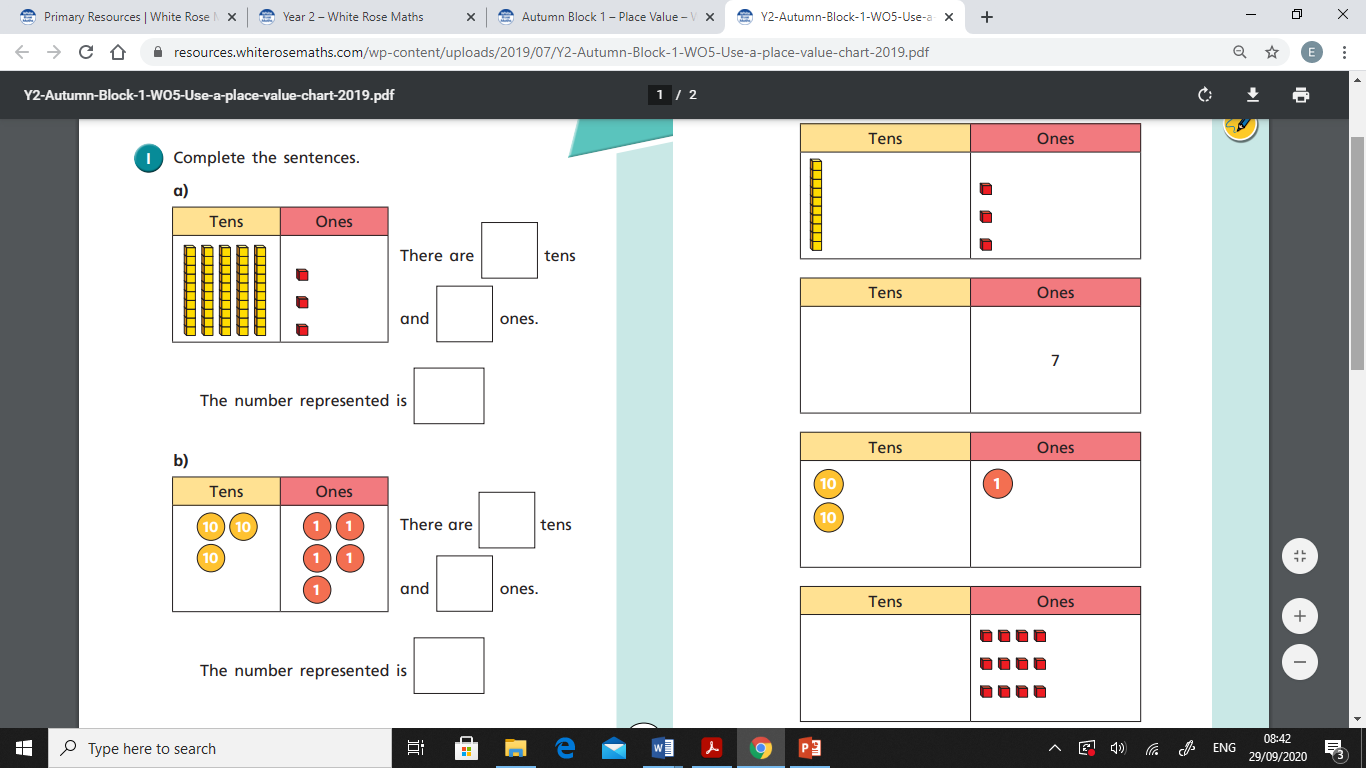 Primary Resources | White Rose M
Year 2 – White Rose Maths
Autumn Block 1 – Place Value – W
Y2-Autumn-Block-1-WO5-Use-a-
resources.whiterosemaths.com/wp-content/uploads/2019/07/Y2-Autumn-Block-1-WO5-Use-a-place-value-chart-2019.pdf
E
Y2-Autumn-Block-1-WO5-Use-a-place-value-chart-2019.pdf
1 / 2
1 Complete the sentences.
a)
Tens Ones
There are tens
and ones.
The number represented is
b)
Tens Ones
10 10 1 1
10 1 1
1
There are tens
and ones.
The number represented is
Tens Ones
Tens Ones
7
Tens Ones
10 1
10
Tens Ones
Type here to search
ENG
08:42
29/09/2020
3